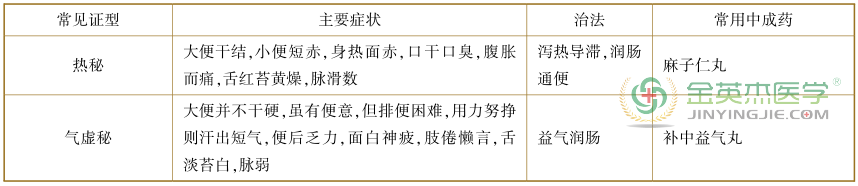 常见证型 主要症状 治法 常用中成药
热秘
大便干结,小便短赤,身热面赤,口干口臭,腹胀
而痛,舌红苔黄燥,脉滑数
泻热导滞,润肠
通便
麻子仁丸
气虚秘
大便并不干硬,虽有便意,但排便困难,用力努挣
则汗出短气,便后乏力,面白神疲,肢倦懒言,舌
淡苔白,脉弱
益气润肠
补中益气丸
金英杰医学®
JINYINGJIE.COM